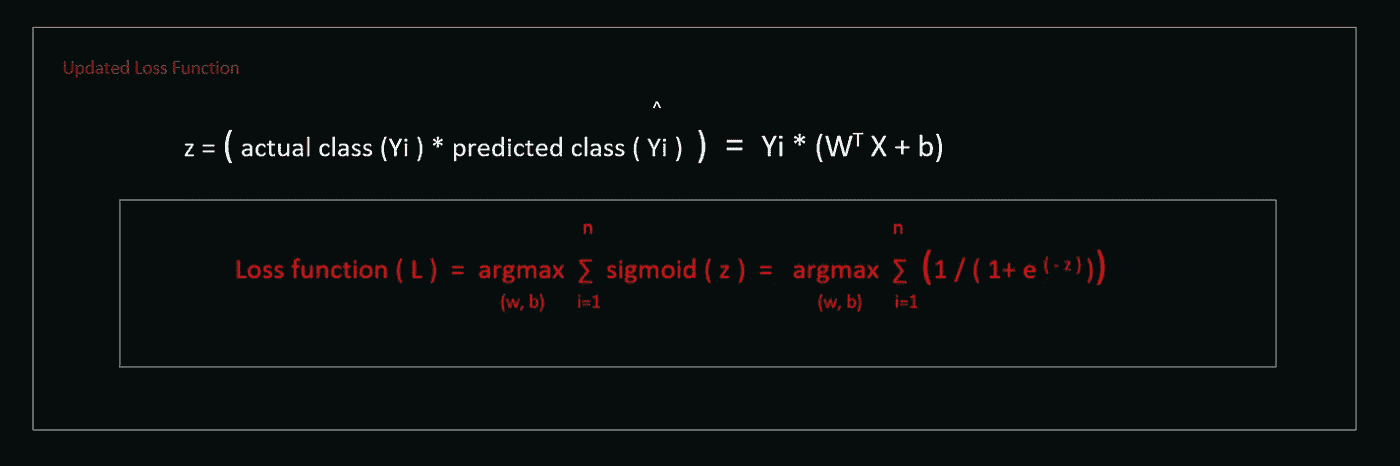 Updated Loss Function
^
z = ( actual class (Yi ) * predicted class ( Yi ) ) = Yi * (Wᵀ X + b)
n n
Loss function ( L ) = argmax Σ sigmoid ( z ) = argmax Σ (1 / ( 1+ e ⁽⁻ᶻ⁾))
(w, b) i=1 (w, b) i=1